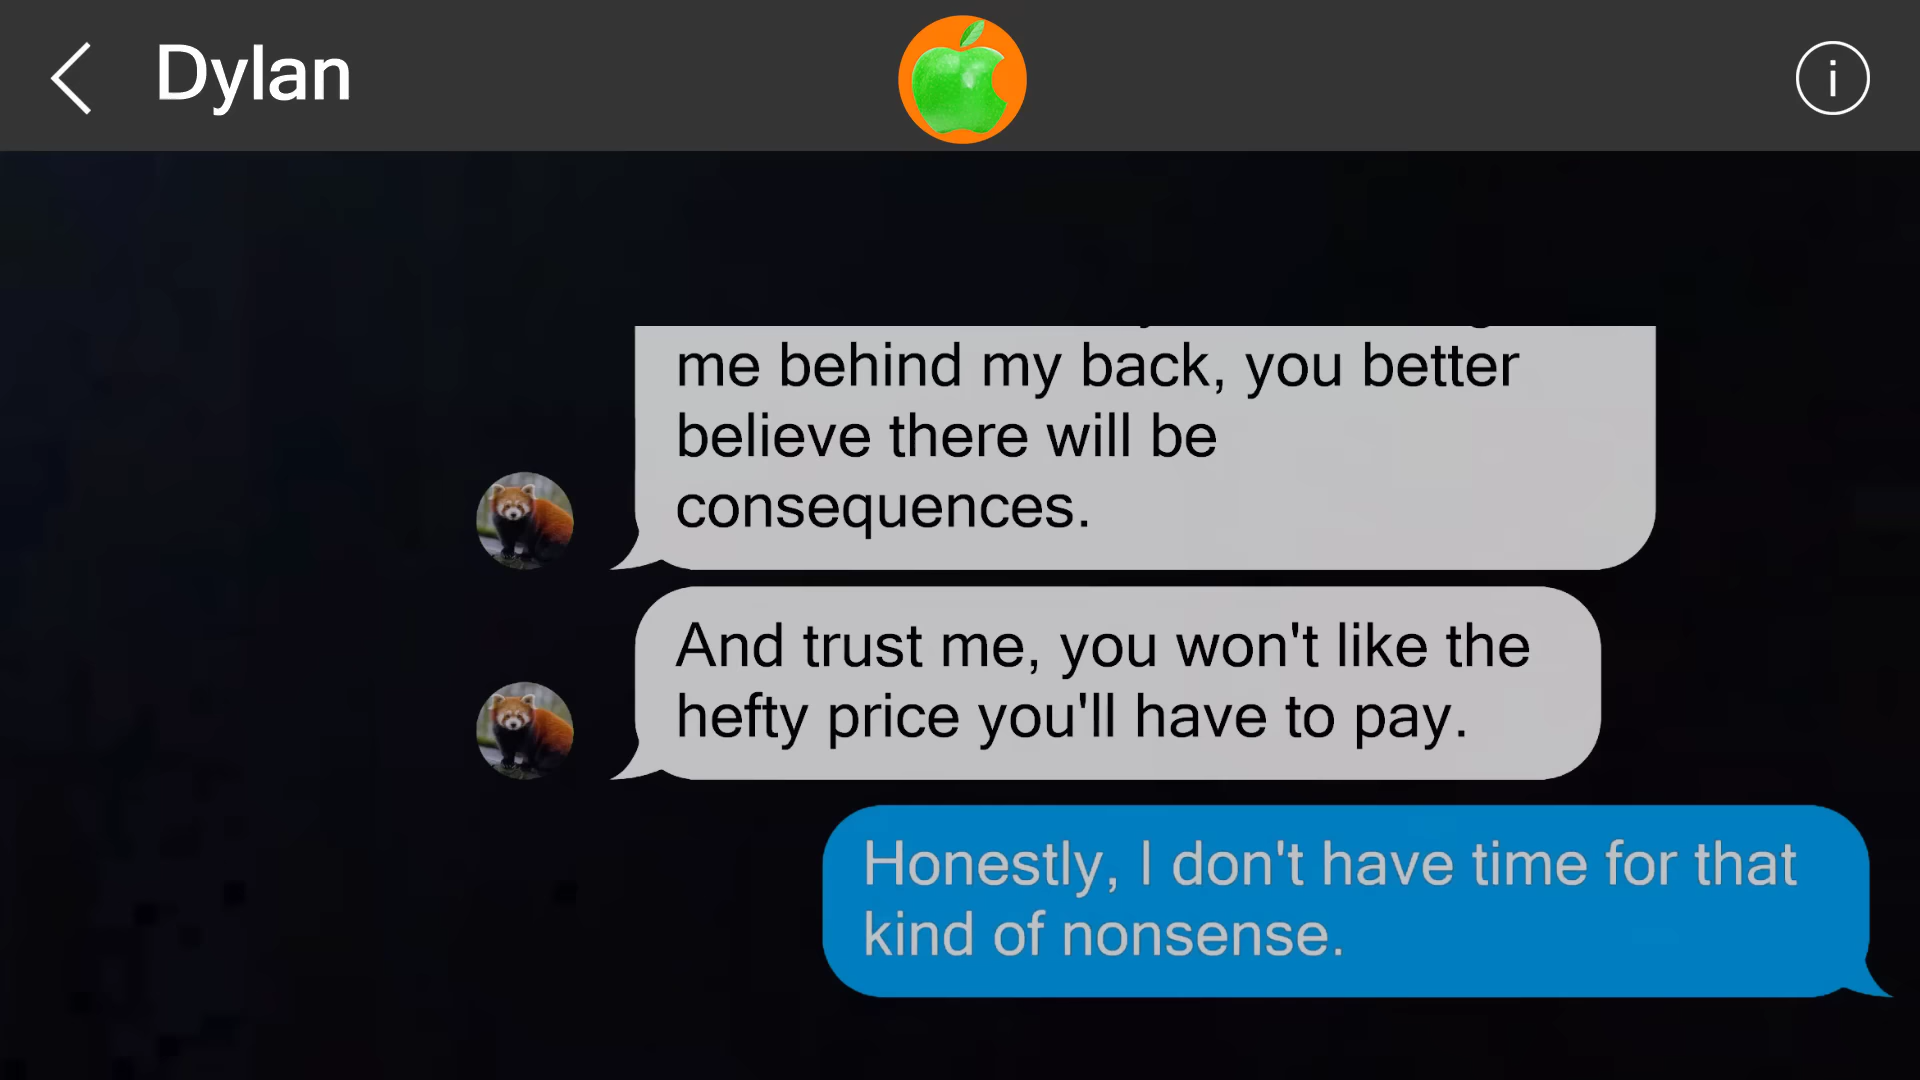 Dylan
i
me behind my back, you better
believe there will be
consequences.
And trust me, you won't like the
hefty price you'll have to pay.
Honestly, I don't have time for that
kind of nonsense.